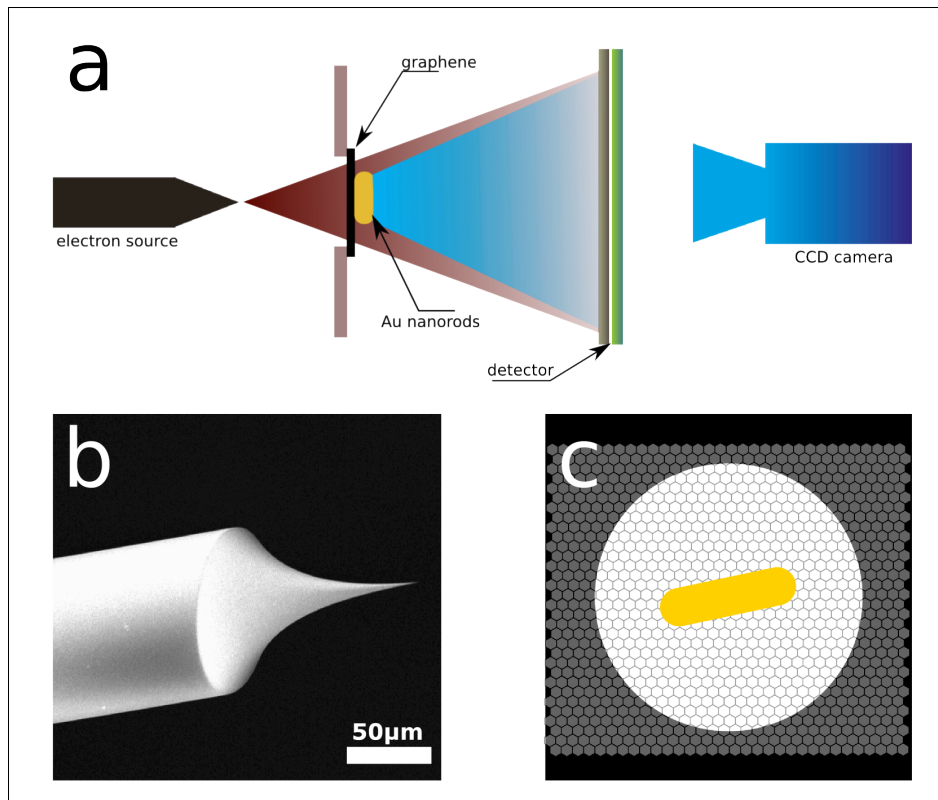 a
graphene
electron source
CCD camera
Au nanorods
detector
b
c
50µm